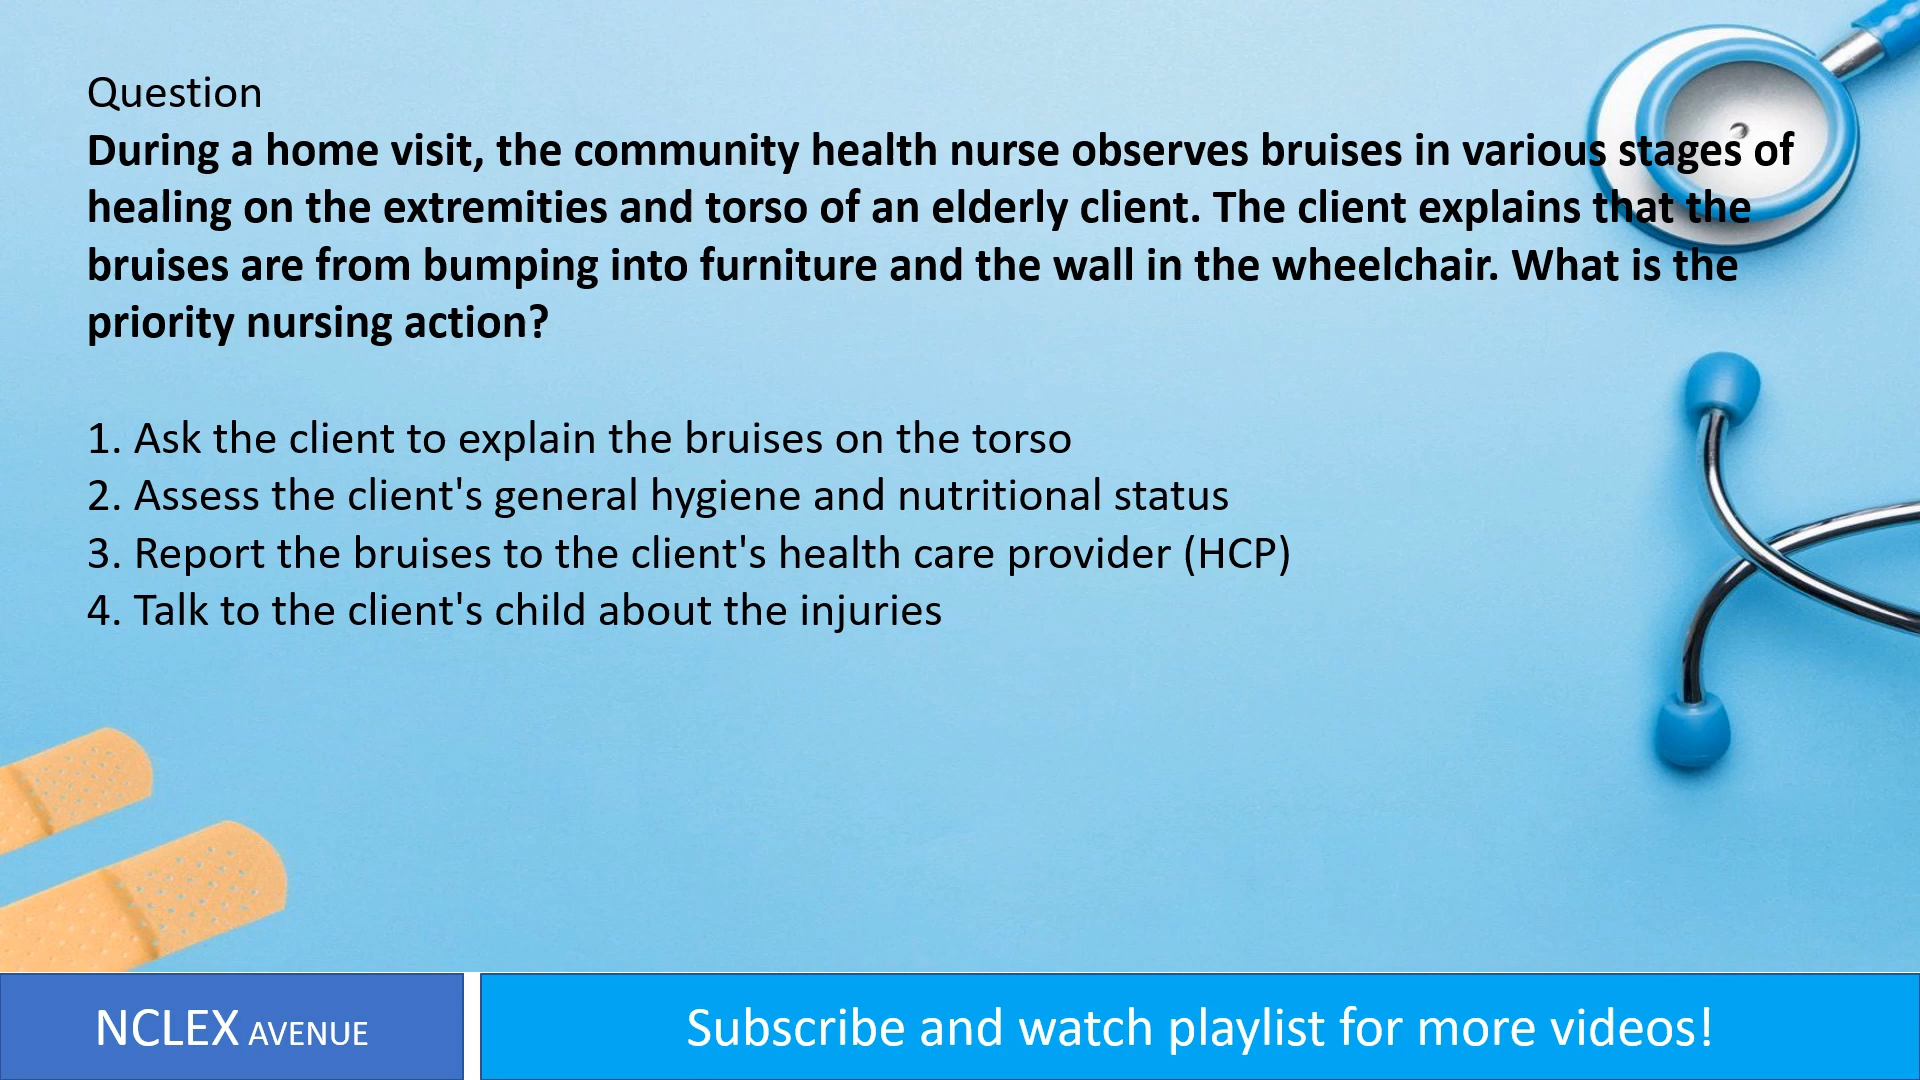 Question
During a home visit, the community health nurse observes bruises in various stages of
healing on the extremities and torso of an elderly client. The client explains that the
bruises are from bumping into furniture and the wall in the wheelchair. What is the
priority nursing action?
1. Ask the client to explain the bruises on the torso
2. Assess the client's general hygiene and nutritional status
3. Report the bruises to the client's health care provider (HCP)
4. Talk to the client's child about the injuries
NCLEX AVENUE
Subscribe and watch playlist for more videos!